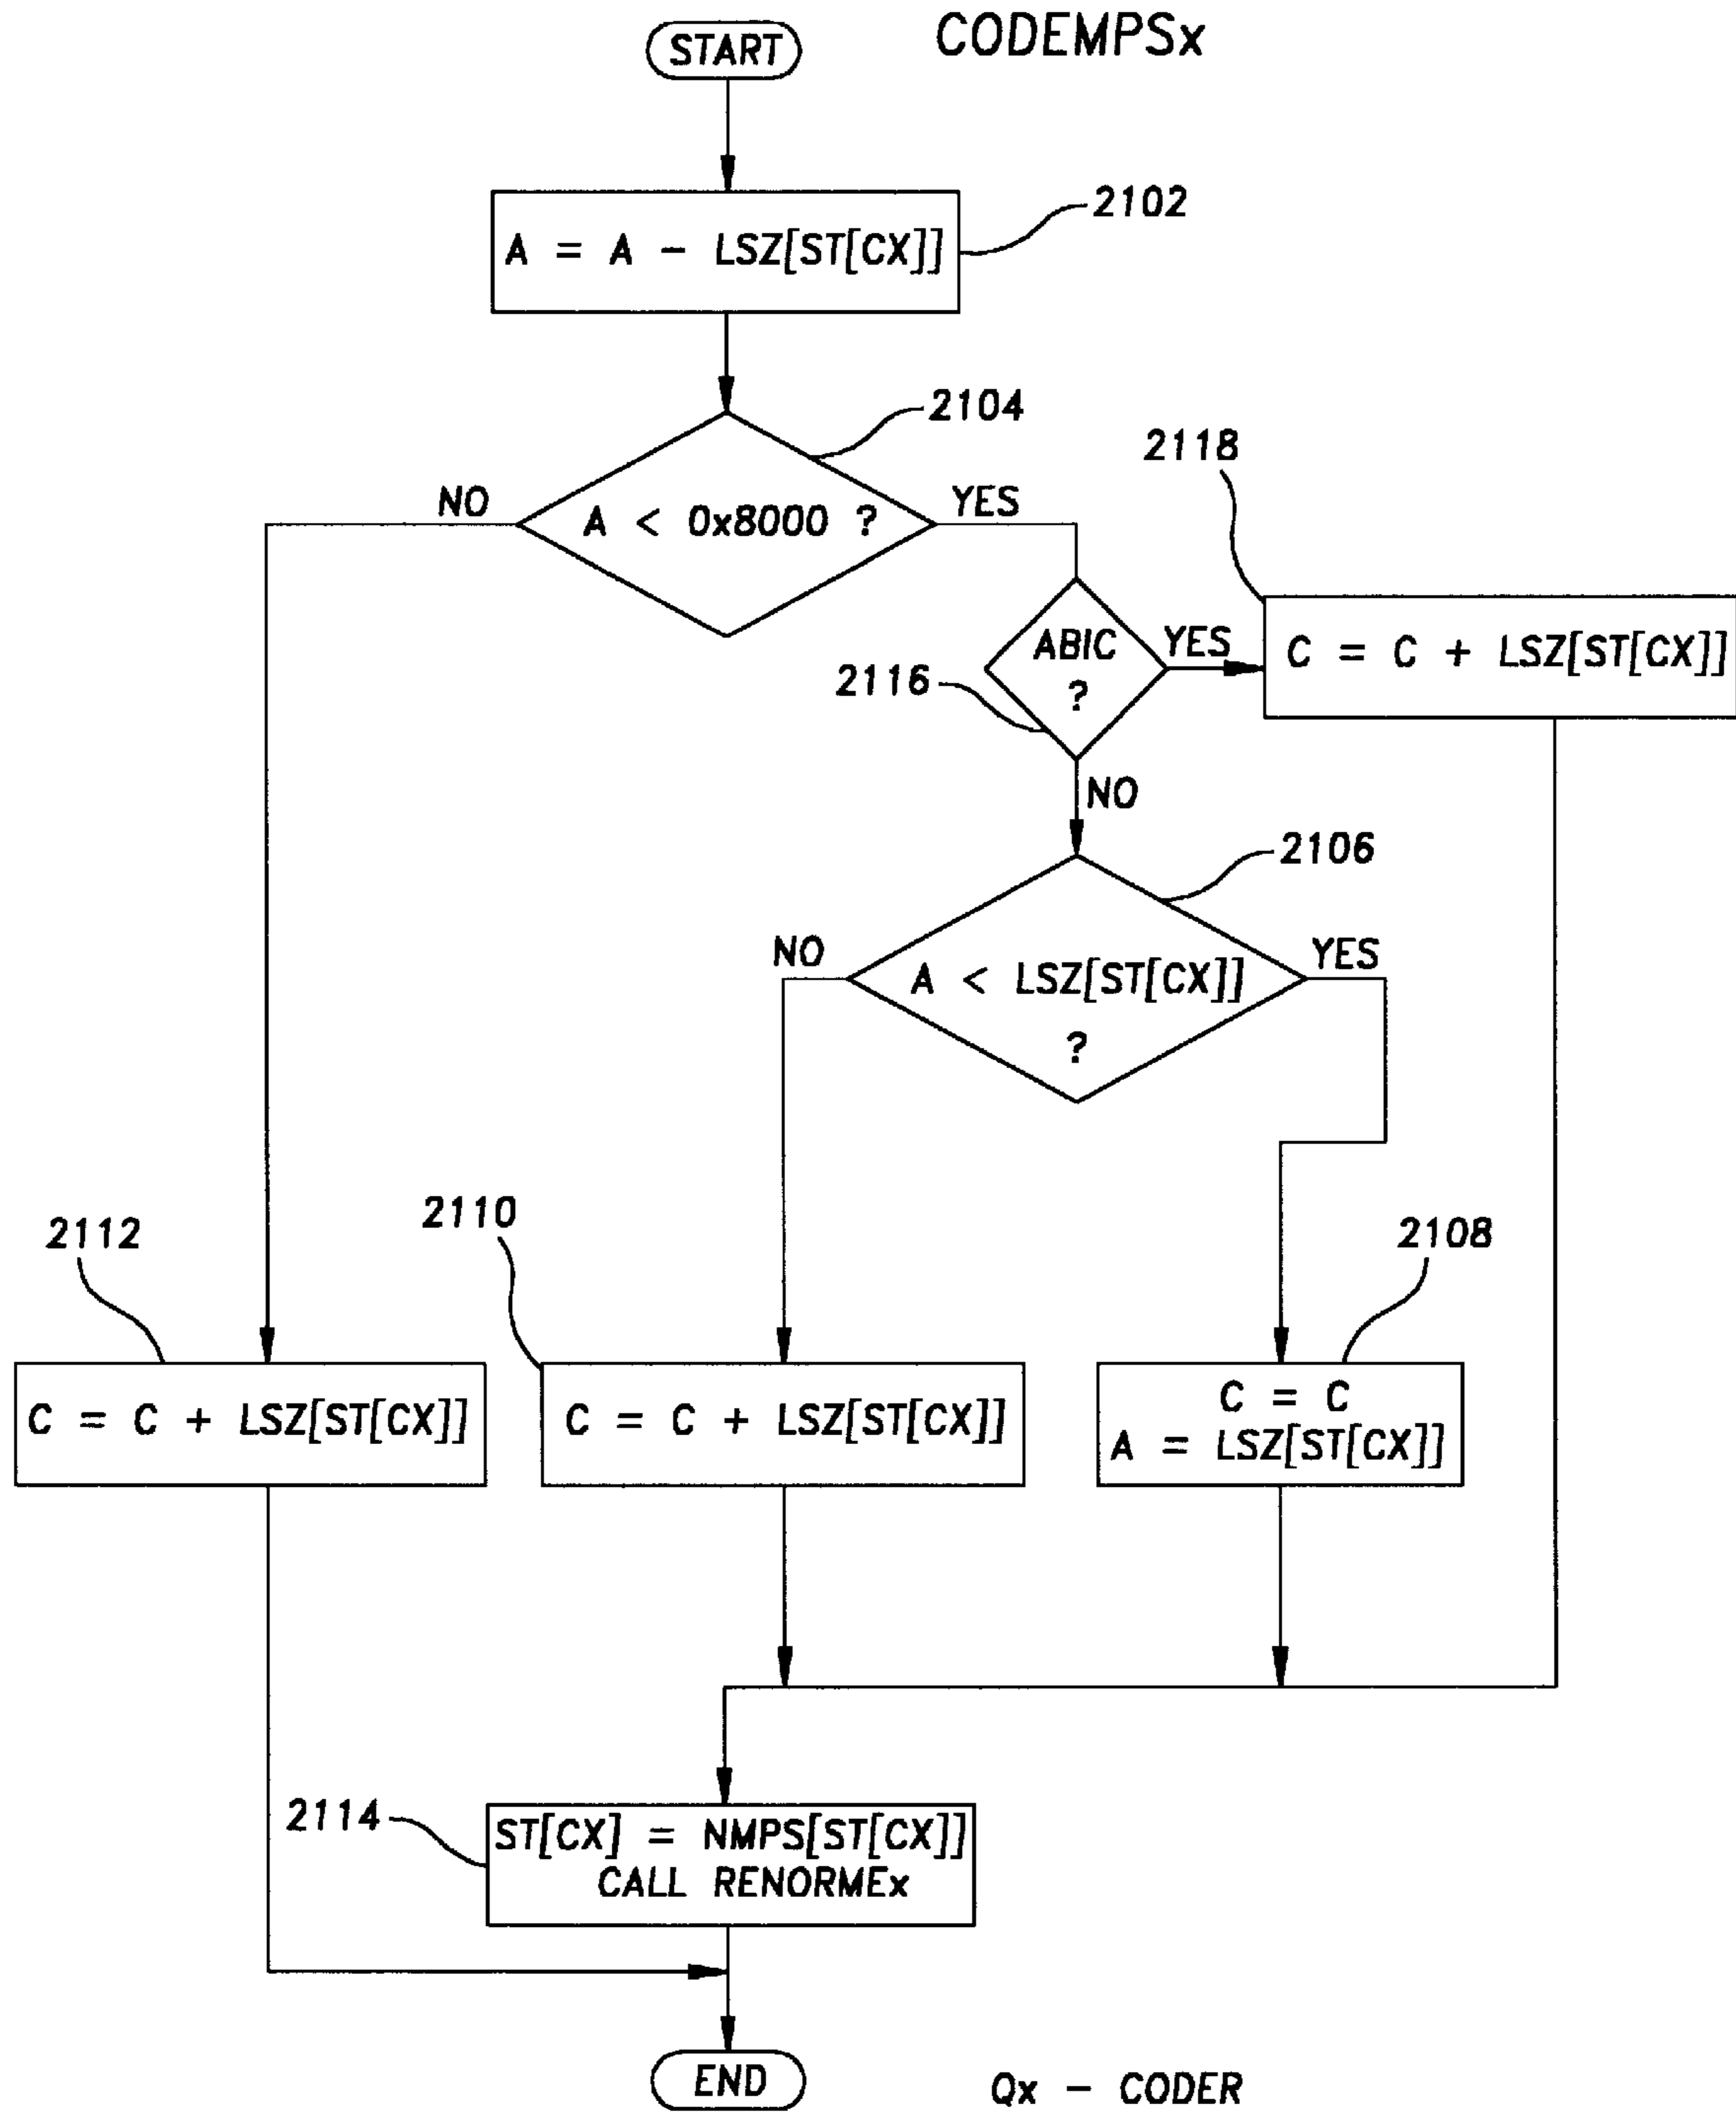 CODEMPSx
START
2102
A = A - LSZ[ST[CX]]
2104
2118
NO
YES
A < 0x8000 ?
ABIC
?
YES
C = C + LSZ[ST[CX]]
2116
NO
2106
NO
YES
A < LSZ[ST[CX]]
?
2112
2110
2108
C = C + LSZ[ST[CX]]
C = C + LSZ[ST[CX]]
C = C
A = LSZ[ST[CX]]
2114
ST[CX] = NMPS[ST[CX]]
CALL RENORMEx
END
Qx - CODER